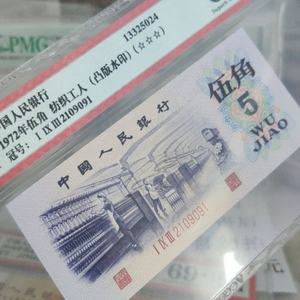 PMG
13325024
国人民银行
1972年伍角 纺织工人（凸版水印）(☆☆☆)
冠号： I IX III 2109091
中國人民銀行
伍角
5
WU
JIAO
I IX III 2109091